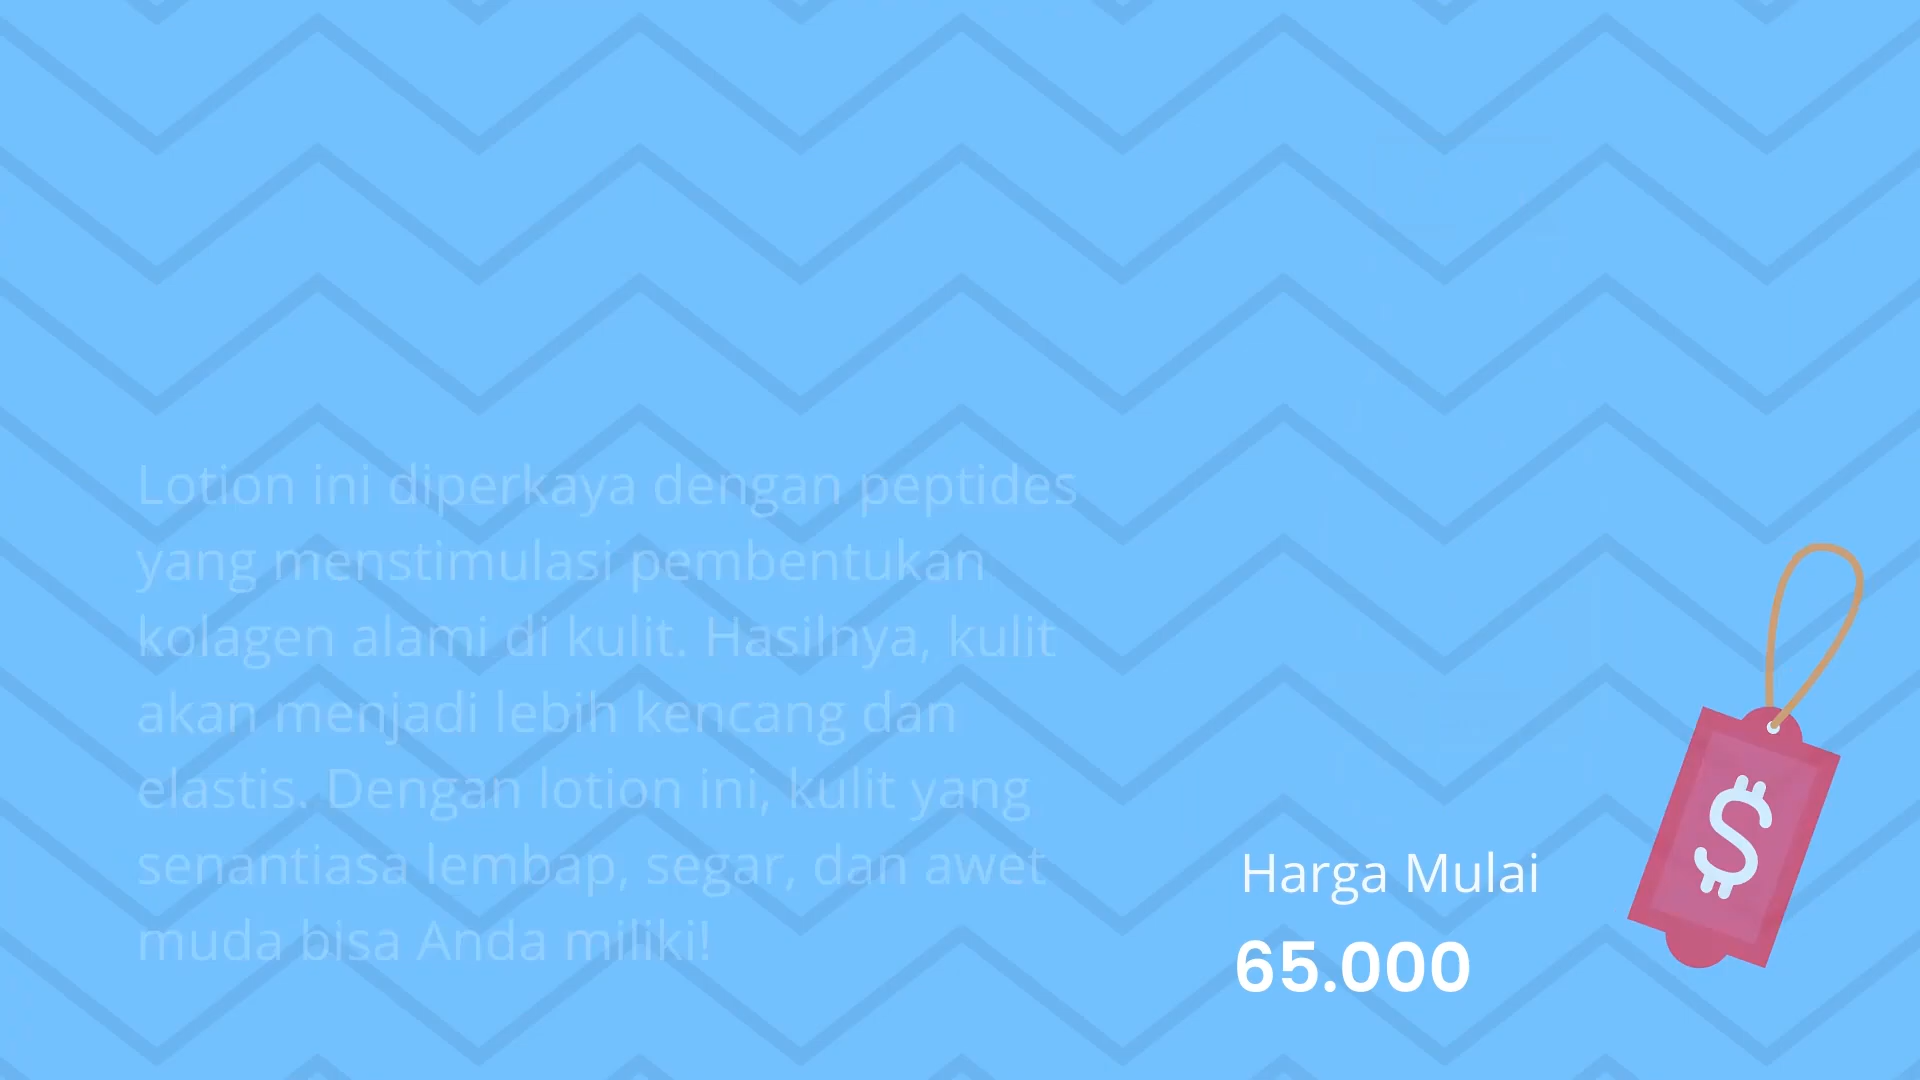 Lotion ini diperkaya dengan peptides
yang menstimulasi pembentukan
kolagen alami di kulit. Hasilnya, kulit
akan menjadi lebih kencang dan
elastis. Dengan lotion ini, kulit yang
senantiasa lembap, segar, dan awet
muda bisa Anda miliki!
Harga Mulai
65.000
$